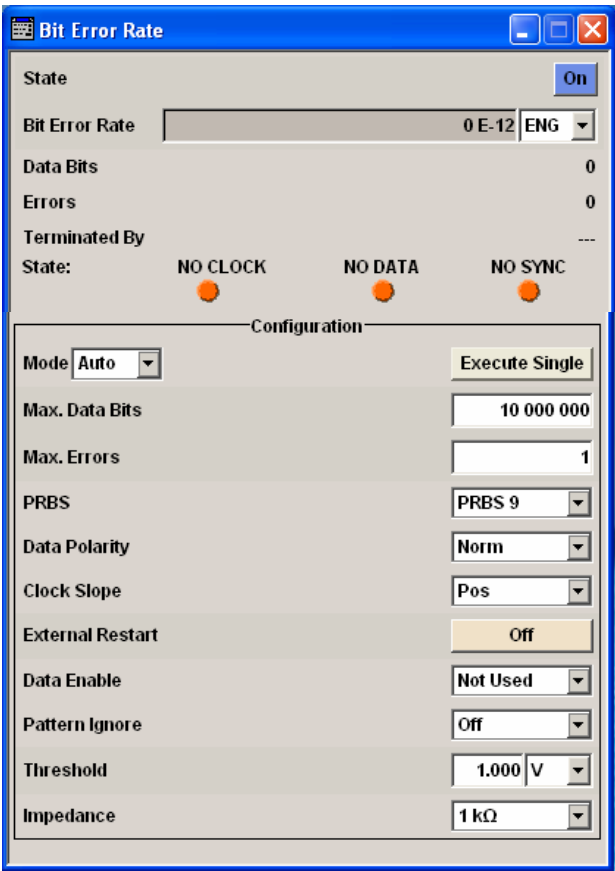 Bit Error Rate
State On
Bit Error Rate 0 E-12 ENG
Data Bits 0
Errors 0
Terminated By ---
State: NO CLOCK NO DATA NO SYNC
Configuration
Mode Auto Execute Single
Max. Data Bits 10 000 000
Max. Errors 1
PRBS PRBS 9
Data Polarity Norm
Clock Slope Pos
External Restart Off
Data Enable Not Used
Pattern Ignore Off
Threshold 1.000 V
Impedance 1 kΩ